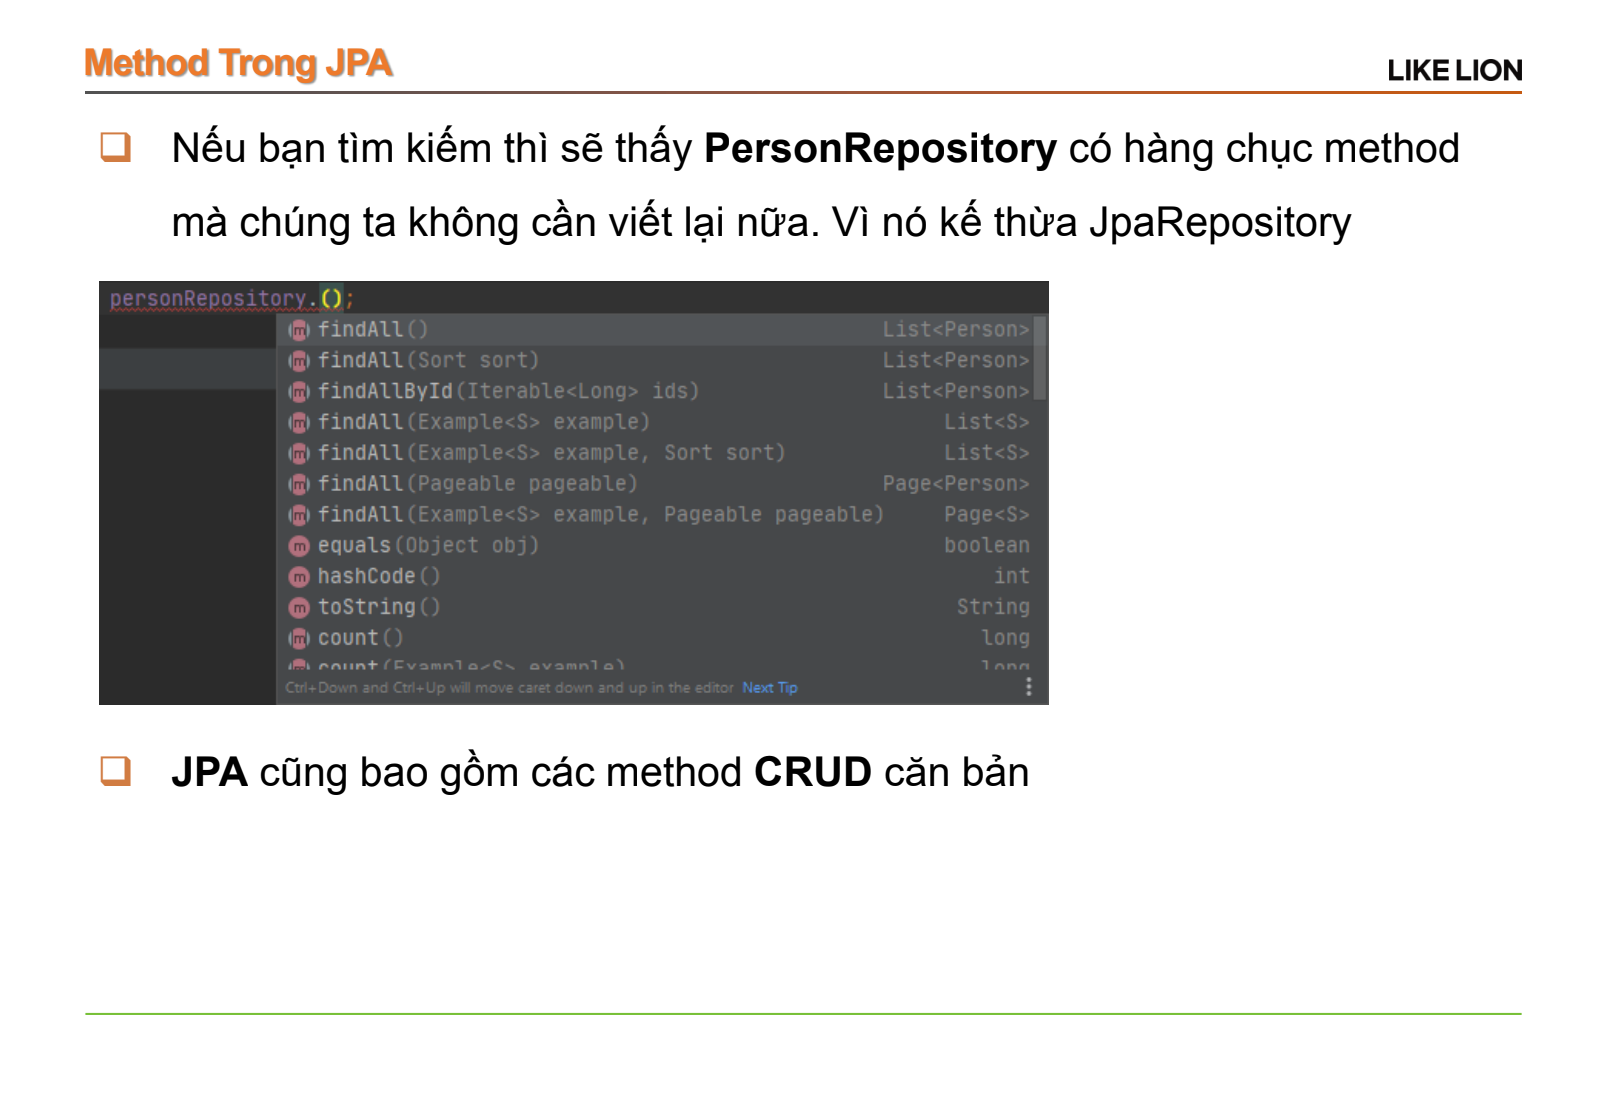 Method Trong JPA
LIKE LION
Nếu bạn tìm kiếm thì sẽ thấy PersonRepository có hàng chục method
mà chúng ta không cần viết lại nữa. Vì nó kế thừa JpaRepository
personRepository.();
findAll() List<Person>
findAll(Sort sort) List<Person>
findAllById(Iterable<Long> ids) List<Person>
findAll(Example<S> example) List<S>
findAll(Example<S> example, Sort sort) List<S>
findAll(Pageable pageable) Page<Person>
findAll(Example<S> example, Pageable pageable) Page<S>
equals(Object obj) boolean
hashCode() int
toString() String
count() long
count(Example<S> example) long
Ctrl+Down and Ctrl+Up will move caret down and up in the editor Next Tip
JPA cũng bao gồm các method CRUD căn bản